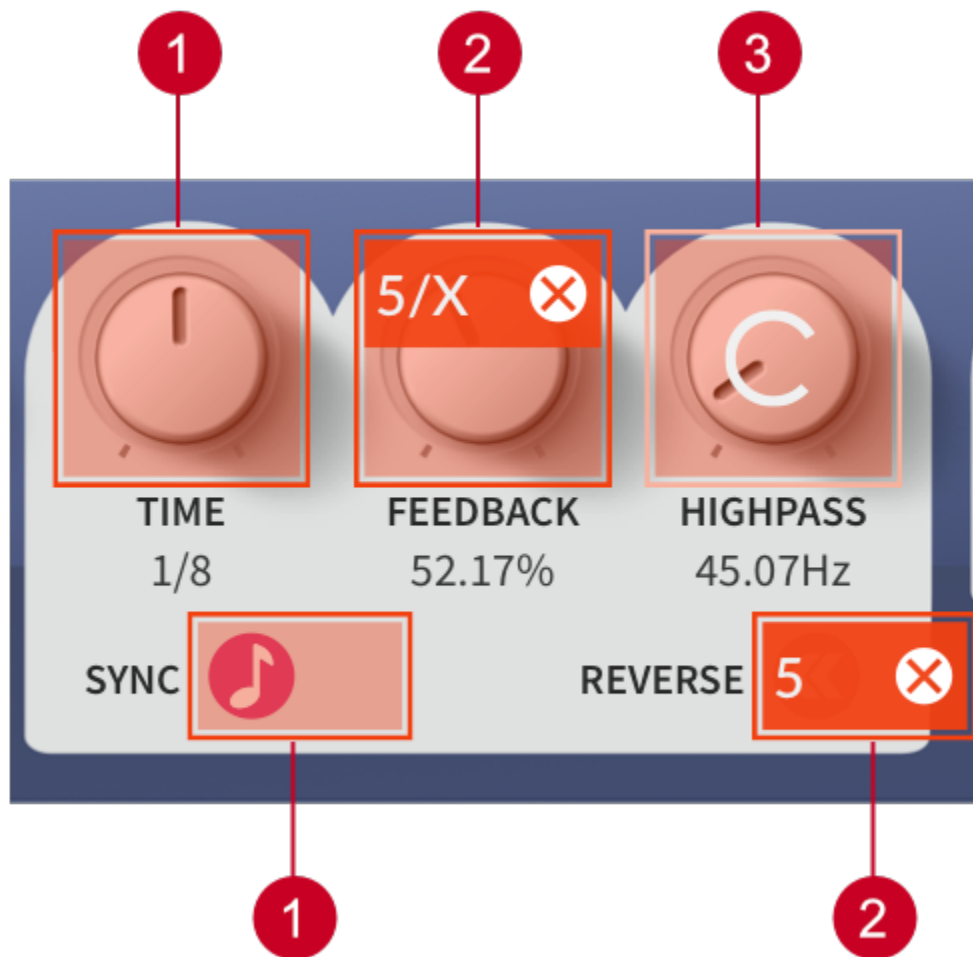 1 2 3
5/X
TIME FEEDBACK HIGHPASS
1/8 52.17% 45.07Hz
SYNC REVERSE 5
1 2